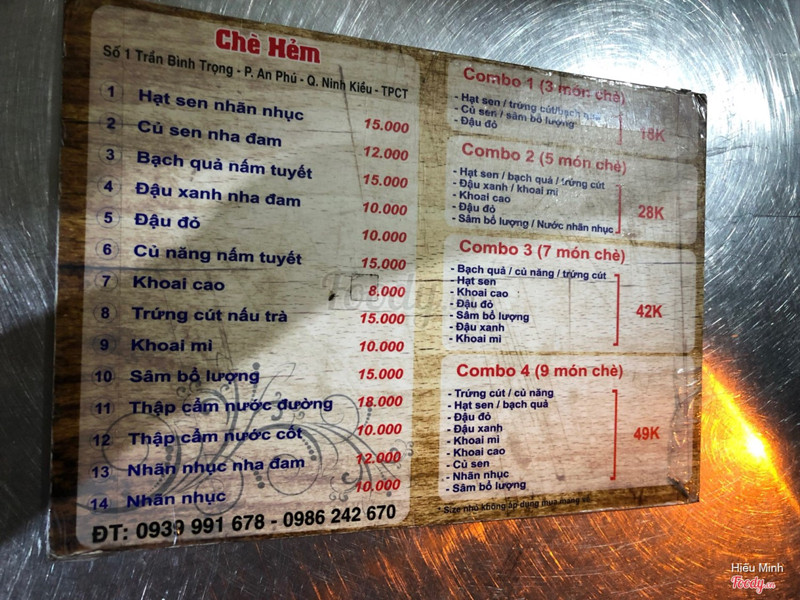 Chè Hẻm
Số 1 Trần Bình Trọng - P. An Phú - Q. Ninh Kiều - TPCT
1 Hạt sen nhãn nhục 15.000
2 Củ sen nha đam 12.000
3 Bạch quả nấm tuyết 15.000
4 Đậu xanh nha đam 10.000
5 Đậu đỏ 10.000
6 Củ năng nấm tuyết 15.000
7 Khoai cao 8.000
8 Trứng cút nấu trà 15.000
9 Khoai mì 10.000
10 Sâm bổ lượng 15.000
11 Thập cẩm nước đường 18.000
12 Thập cẩm nước cốt 10.000
13 Nhãn nhục nha đam 12.000
14 Nhãn nhục 10.000
ĐT: 0939 991 678 - 0986 242 670
Combo 1 (3 món chè)
- Hạt sen / trứng cút/bạch quả
- Củ sen / sâm bổ lượng
- Đậu đỏ
18K
Combo 2 (5 món chè)
- Hạt sen / bạch quả / trứng cút
- Đậu xanh / khoai mì
- Khoai cao
- Đậu đỏ
- Sâm bổ lượng / Nước nhãn nhục
28K
Combo 3 (7 món chè)
- Bạch quả / củ năng / trứng cút
- Hạt sen
- Khoai cao
- Đậu đỏ
- Sâm bổ lượng
- Đậu xanh
- Khoai mì
42K
Combo 4 (9 món chè)
- Trứng cút / củ năng
- Hạt sen / bạch quả
- Đậu đỏ
- Đậu xanh
- Khoai mì
- Khoai cao
- Củ sen
- Nhãn nhục
- Sâm bổ lượng
49K
* Size nhỏ không áp dụng mua mang về
Foody
Hiếu Minh
Foody.vn